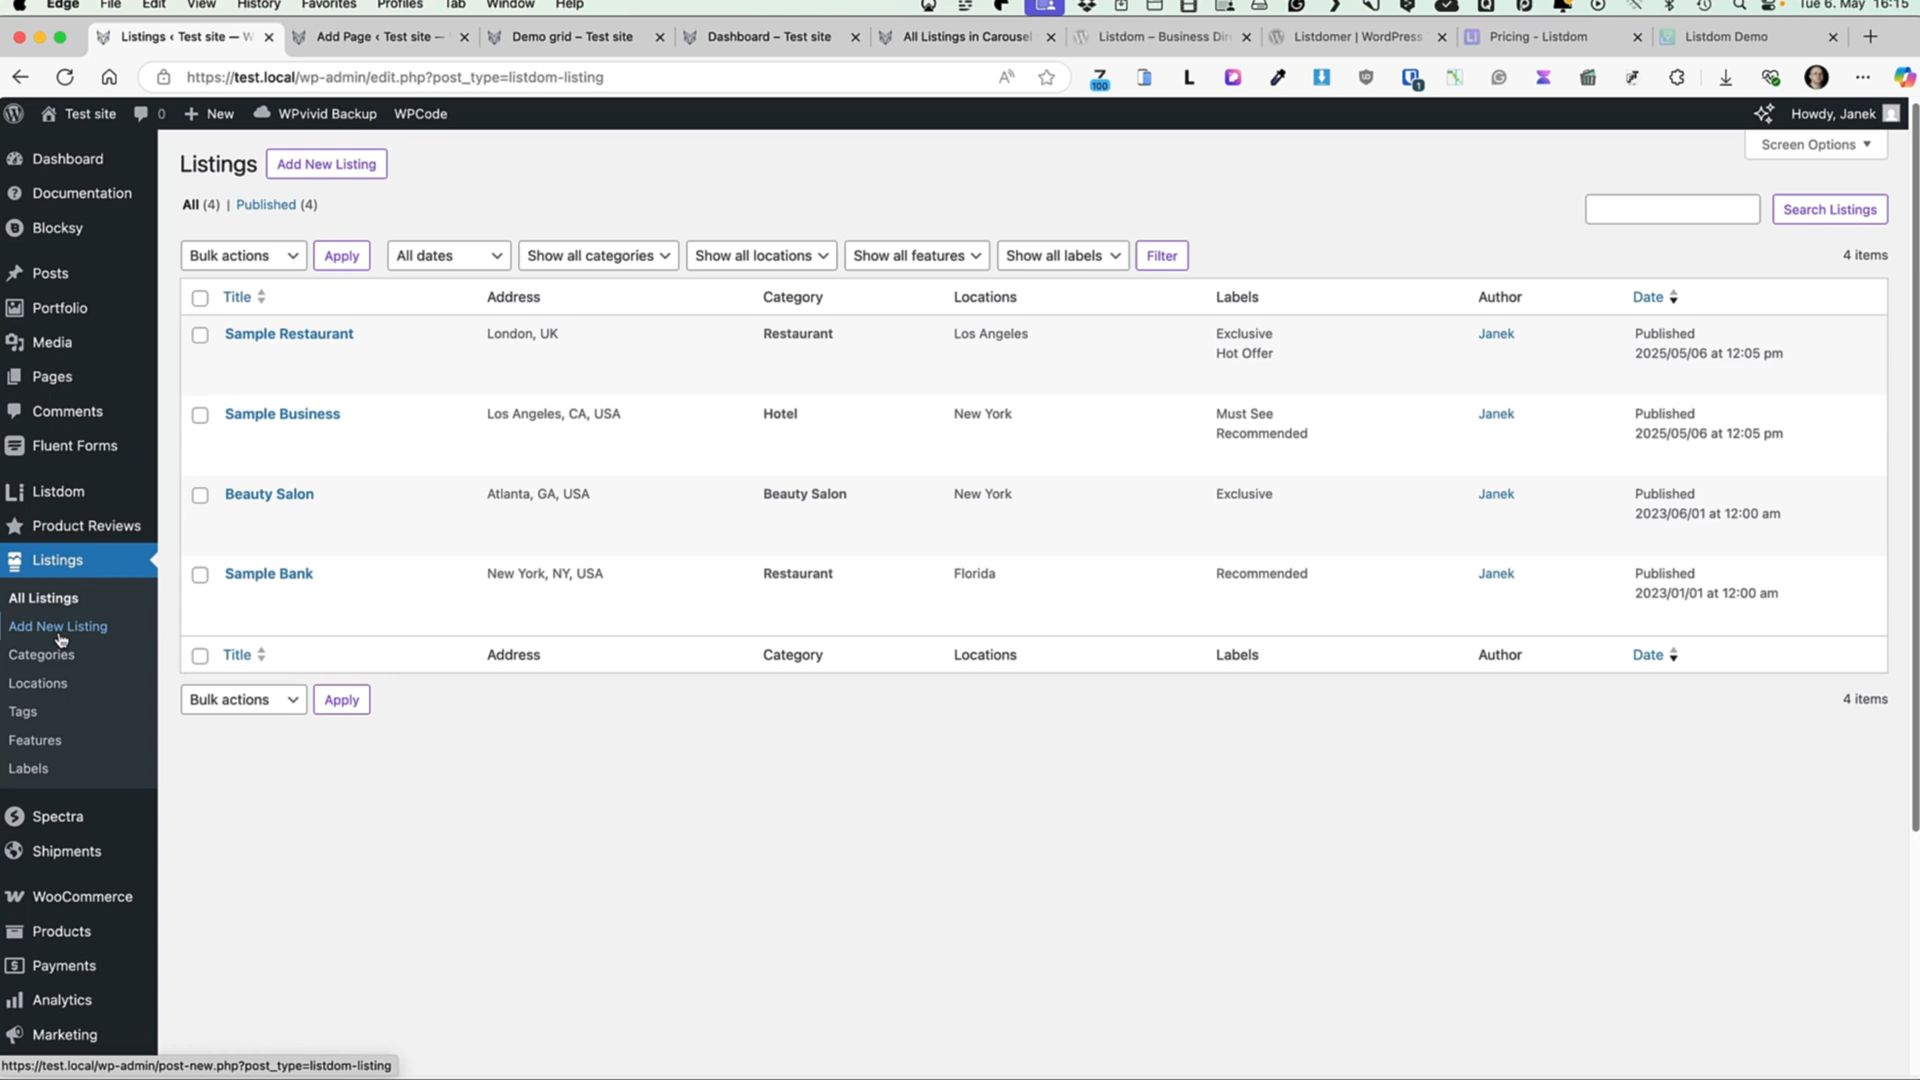 Edge File Edit View History Favorites Profiles Tab Window Help Tue 6. May 16:15
Listings ‹ Test site — W Add Page ‹ Test site — Demo grid – Test site Dashboard – Test site All Listings in Carousel Listdom – Business Dir Listdomer | WordPress Pricing - Listdom Listdom Demo
https://test.local/wp-admin/edit.php?post_type=listdom-listing
100
1
Test site 0 New WPvivid Backup WPCode Howdy, Janek
Screen Options
Dashboard
Documentation
Blocksy
Posts
Portfolio
Media
Pages
Comments
Fluent Forms
Listdom
Product Reviews
Listings
All Listings
Add New Listing
Categories
Locations
Tags
Features
Labels
Spectra
Shipments
WooCommerce
Products
Payments
Analytics
Marketing
Listings Add New Listing
All (4) | Published (4)
Search Listings
Bulk actions Apply All dates Show all categories Show all locations Show all features Show all labels Filter 4 items
Title Address Category Locations Labels Author Date
Sample Restaurant London, UK Restaurant Los Angeles Exclusive Janek Published
Hot Offer 2025/05/06 at 12:05 pm
Sample Business Los Angeles, CA, USA Hotel New York Must See Janek Published
Recommended 2025/05/06 at 12:05 pm
Beauty Salon Atlanta, GA, USA Beauty Salon New York Exclusive Janek Published
2023/06/01 at 12:00 am
Sample Bank New York, NY, USA Restaurant Florida Recommended Janek Published
2023/01/01 at 12:00 am
Title Address Category Locations Labels Author Date
Bulk actions Apply 4 items
https://test.local/wp-admin/post-new.php?post_type=listdom-listing